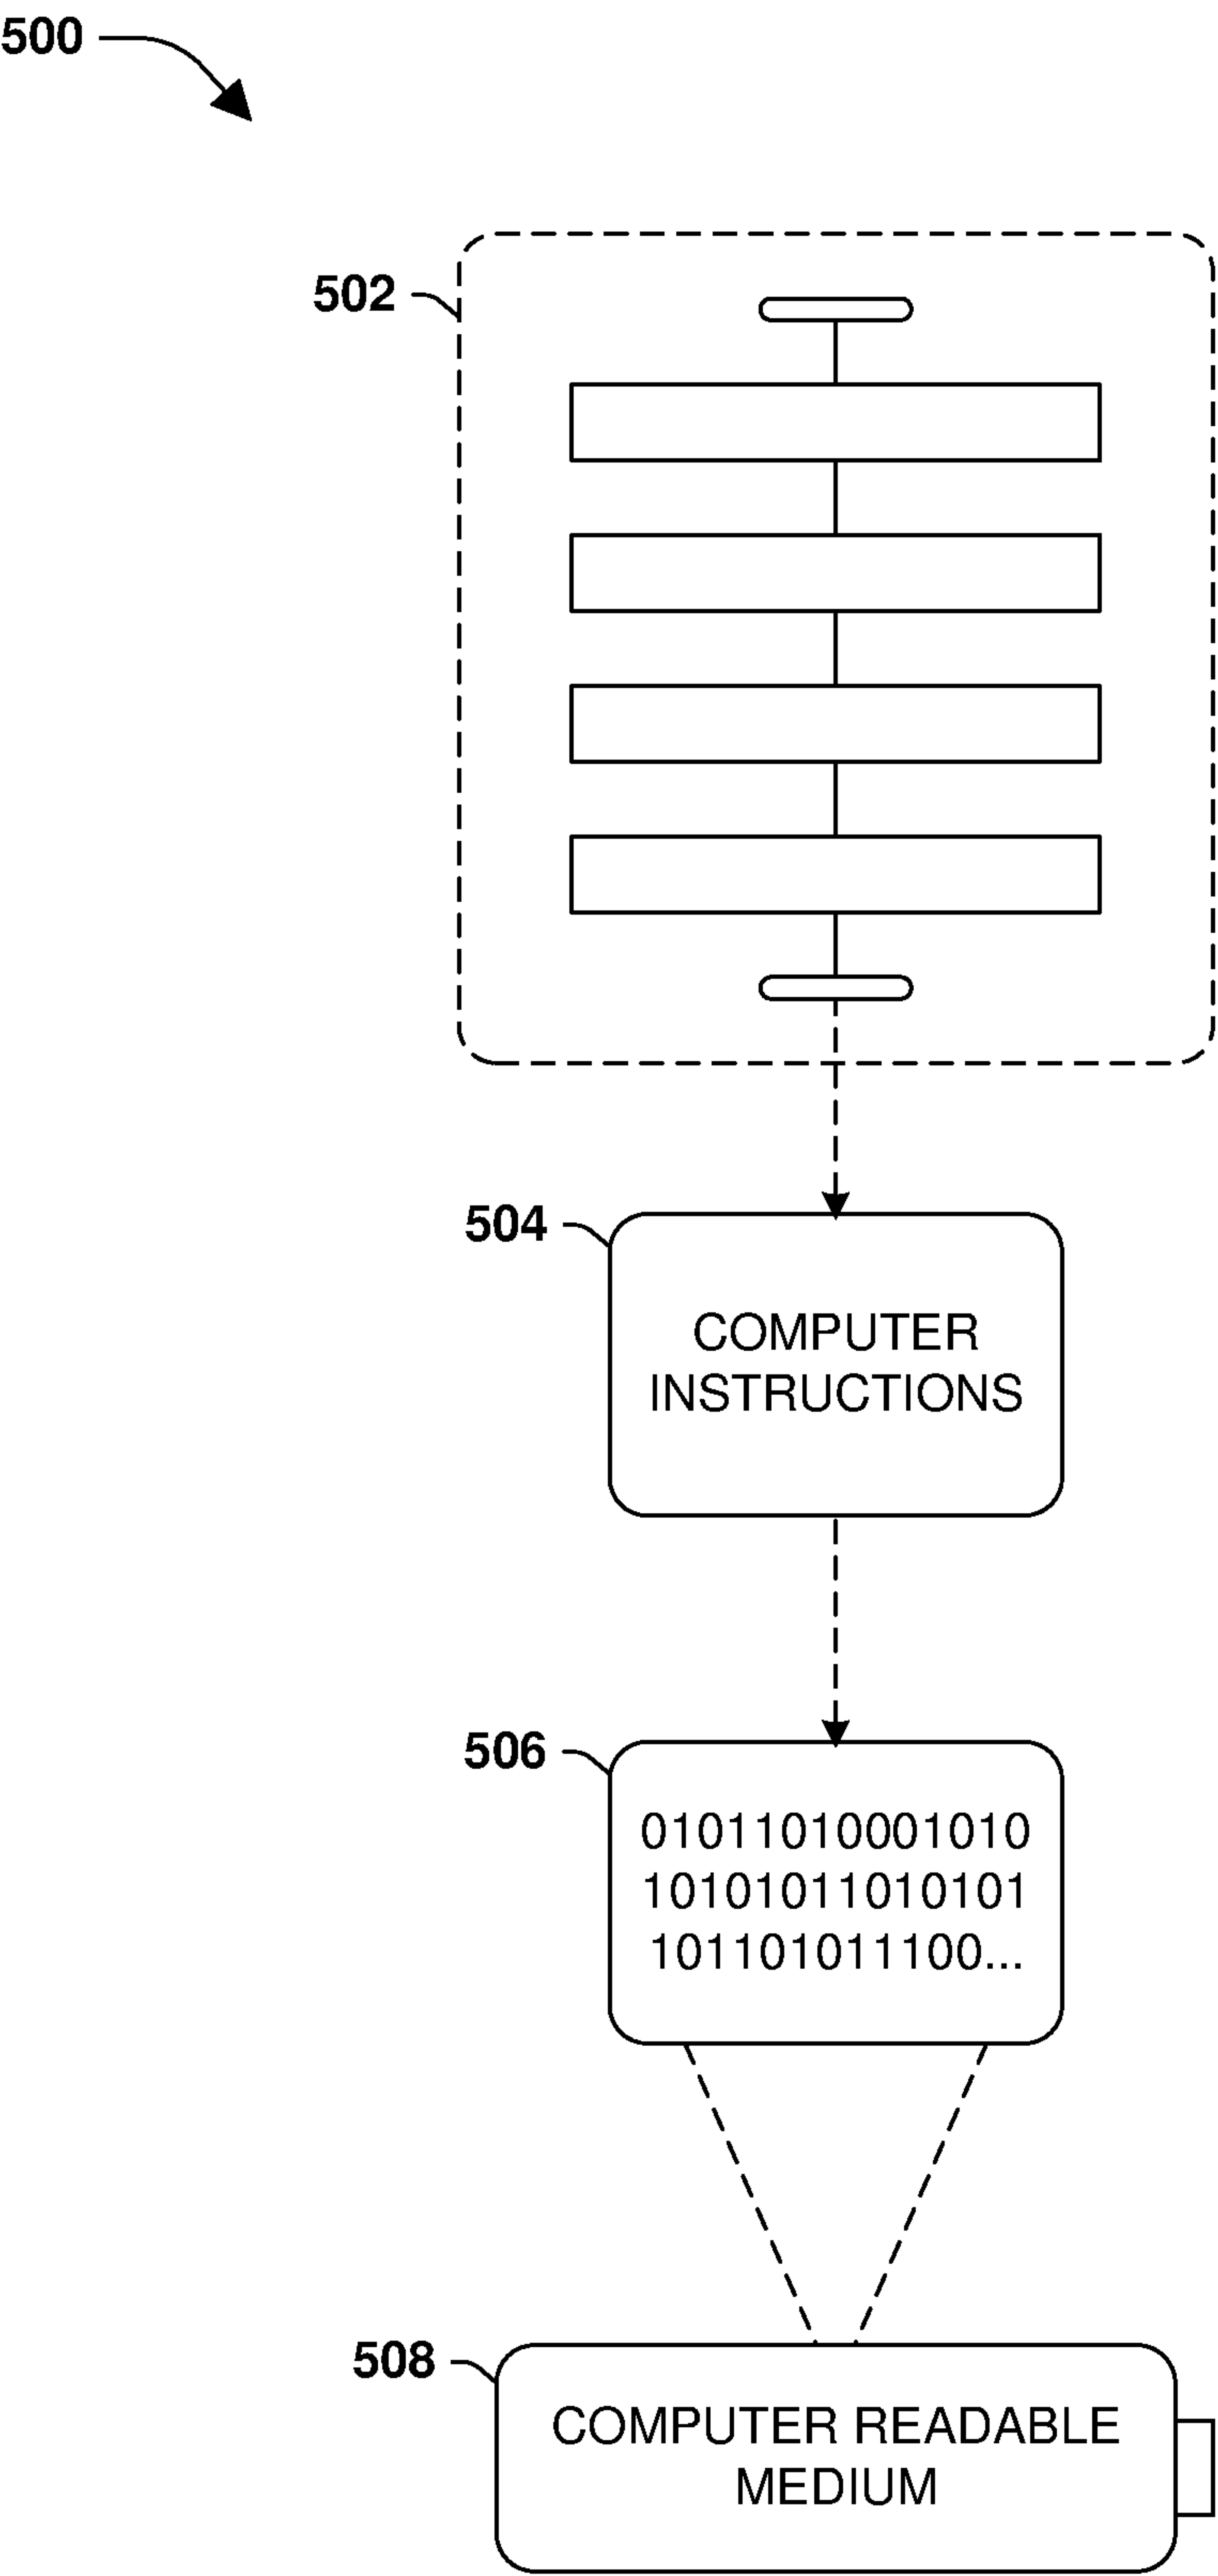 500
502
504
COMPUTER
INSTRUCTIONS
506
01011010001010
10101011010101
101101011100...
508
COMPUTER READABLE
MEDIUM